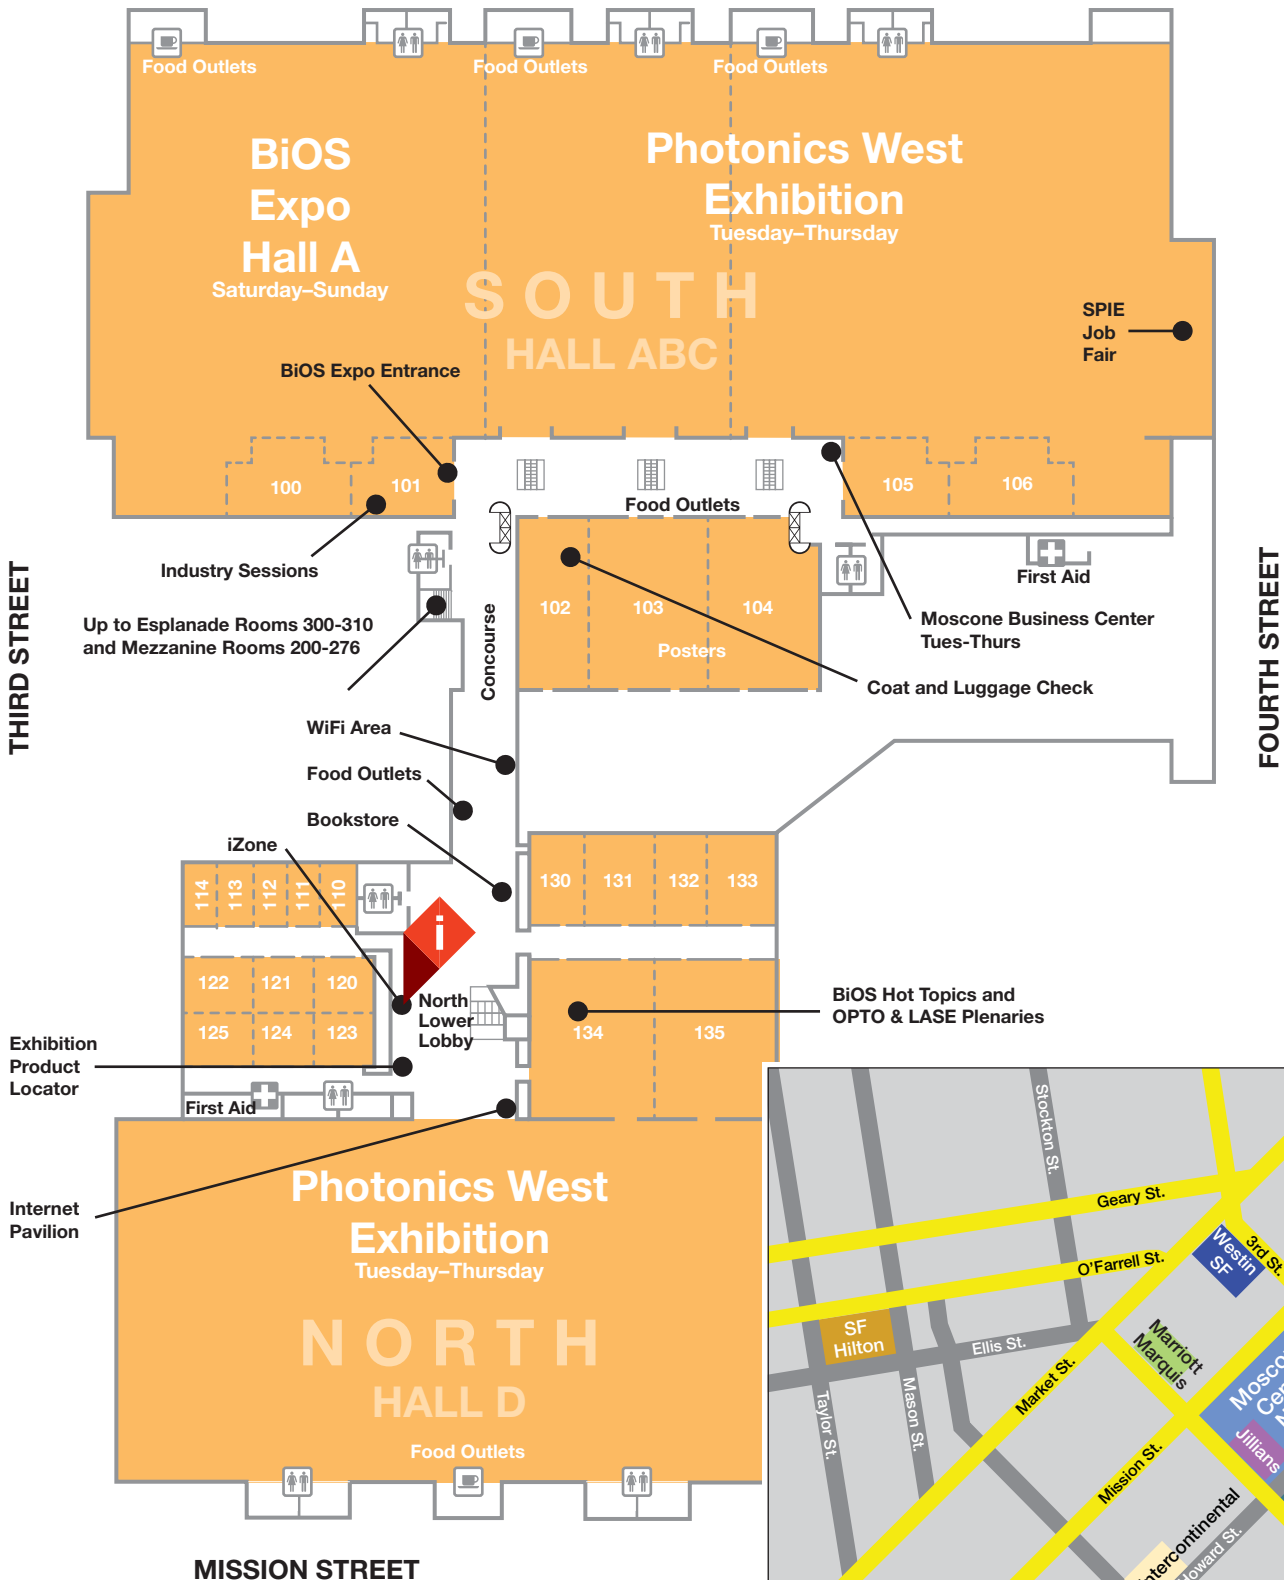 Food Outlets
Food Outlets
Food Outlets
BiOS
Expo
Hall A
Saturday–Sunday
Photonics West
Exhibition
Tuesday–Thursday
SOUTH
HALL ABC
SPIE
Job
Fair
BiOS Expo Entrance
100
101
105
106
Food Outlets
Industry Sessions
First Aid
102
103
104
Posters
Up to Esplanade Rooms 300-310
and Mezzanine Rooms 200-276
Concourse
Moscone Business Center
Tues-Thurs
Coat and Luggage Check
THIRD STREET
FOURTH STREET
WiFi Area
Food Outlets
Bookstore
iZone
114
113
112
111
110
130
131
132
133
i
122
121
120
125
124
123
North
Lower
Lobby
134
135
BiOS Hot Topics and
OPTO & LASE Plenaries
Exhibition
Product
Locator
First Aid
Internet
Pavilion
Photonics West
Exhibition
Tuesday–Thursday
NORTH
HALL D
Food Outlets
MISSION STREET
Stockton St.
Geary St.
O'Farrell St.
3rd St.
Westin
SF
SF
Hilton
Ellis St.
Marriott
Marquis
Market St.
Taylor St.
Mason St.
Mission St.
Jillians
Howard St.